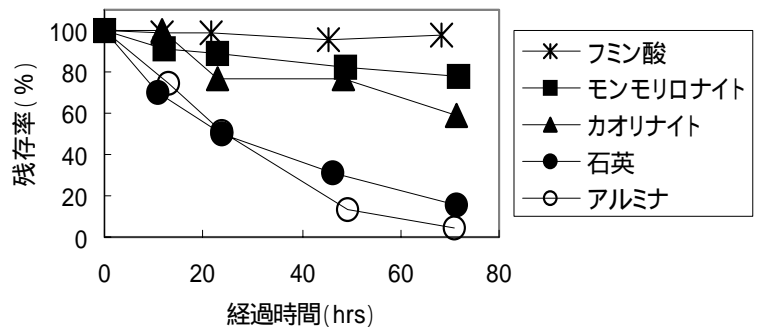 残存率(%)
100
80
60
40
20
0
0 20 40 60 80
経過時間(hrs)
フミン酸
モンモリロナイト
カオリナイト
石英
アルミナ